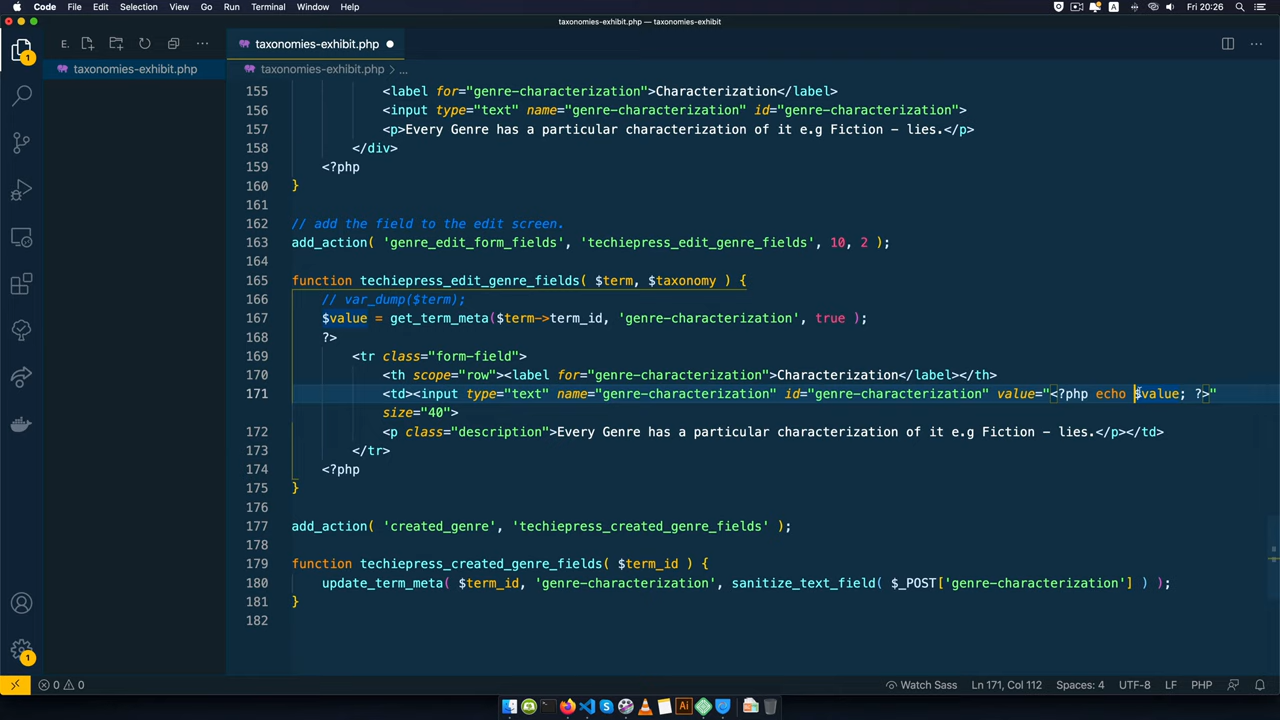 Code File Edit Selection View Go Run Terminal Window Help Fri 20:26
taxonomies-exhibit.php — taxonomies-exhibit
E. taxonomies-exhibit.php
taxonomies-exhibit.php taxonomies-exhibit.php > ...
155 <label for="genre-characterization">Characterization</label>
156 <input type="text" name="genre-characterization" id="genre-characterization">
157 <p>Every Genre has a particular characterization of it e.g Fiction - lies.</p>
158 </div>
159 <?php
160 }
161
162 // add the field to the edit screen.
163 add_action( 'genre_edit_form_fields', 'techiepress_edit_genre_fields', 10, 2 );
164
165 function techiepress_edit_genre_fields( $term, $taxonomy ) {
166 // var_dump($term);
167 $value = get_term_meta($term->term_id, 'genre-characterization', true );
168 ?>
169 <tr class="form-field">
170 <th scope="row"><label for="genre-characterization">Characterization</label></th>
171 <td><input type="text" name="genre-characterization" id="genre-characterization" value="<?php echo $value; ?>"
size="40">
172 <p class="description">Every Genre has a particular characterization of it e.g Fiction - lies.</p></td>
173 </tr>
174 <?php
175 }
176
177 add_action( 'created_genre', 'techiepress_created_genre_fields' );
178
179 function techiepress_created_genre_fields( $term_id ) {
180 update_term_meta( $term_id, 'genre-characterization', sanitize_text_field( $_POST['genre-characterization'] ) );
181 }
182
0 0 Watch Sass Ln 171, Col 112 Spaces: 4 UTF-8 LF PHP